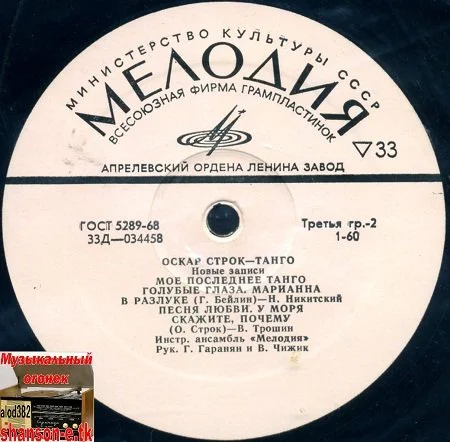 МИНИСТЕРСТВО КУЛЬТУРЫ СССР
МЕЛОДИЯ
ВСЕСОЮЗНАЯ ФИРМА ГРАМПЛАСТИНОК
▽33
АПРЕЛЕВСКИЙ ОРДЕНА ЛЕНИНА ЗАВОД
ГОСТ 5289-68
33Д—034458
Третья гр.-2
1-60
ОСКАР СТРОК—ТАНГО
Новые записи
МОЕ ПОСЛЕДНЕЕ ТАНГО
ГОЛУБЫЕ ГЛАЗА. МАРИАННА
В РАЗЛУКЕ (Г. Бейлин)—Н. Никитский
ПЕСНЯ ЛЮБВИ. У МОРЯ
СКАЖИТЕ, ПОЧЕМУ
(О. Строк)—В. Трошин
Инстр. ансамбль «Мелодия»
Рук. Г. Гаранян и В. Чижик
Музыкальный
огонек
alod382
shanson-e.tk